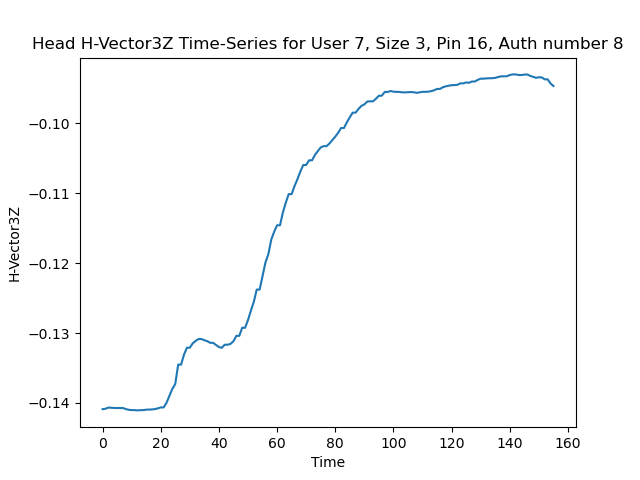 Head H-Vector3Z Time-Series for User 7, Size 3, Pin 16, Auth number 8
H-Vector3Z
−0.10
−0.11
−0.12
−0.13
−0.14
0 20 40 60 80 100 120 140 160
Time